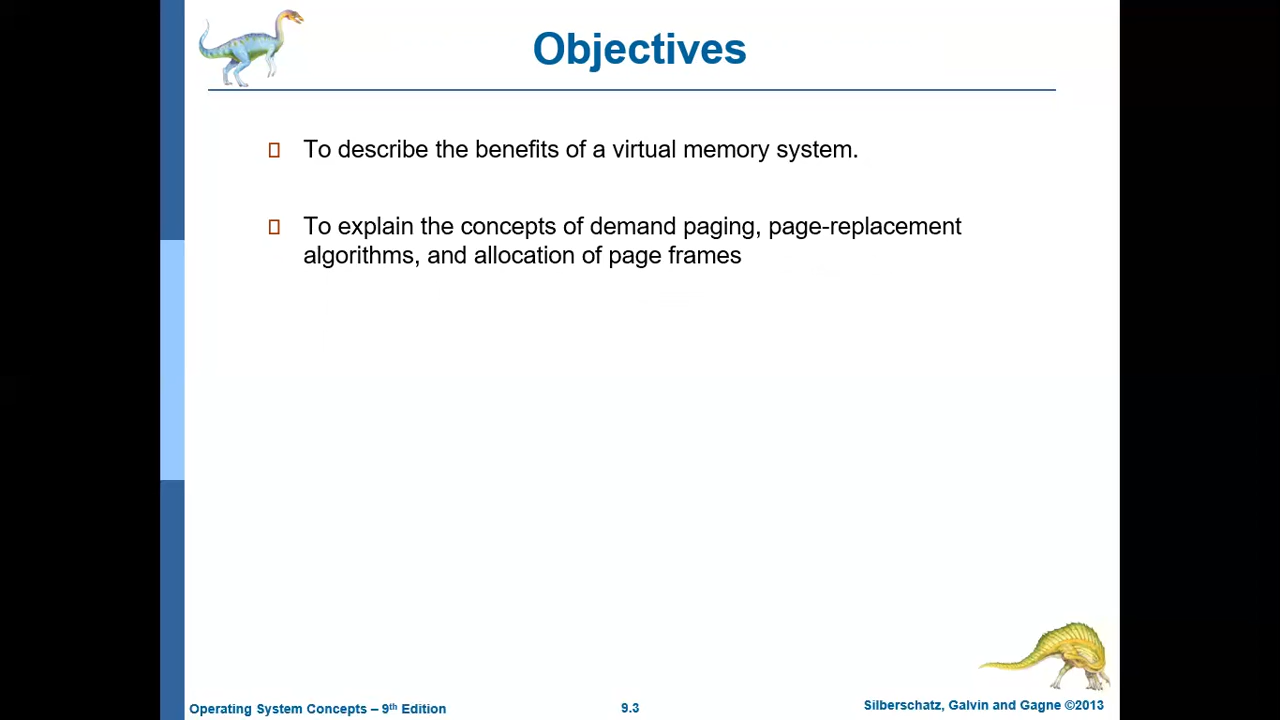 Objectives
To describe the benefits of a virtual memory system.
To explain the concepts of demand paging, page-replacement
algorithms, and allocation of page frames
Operating System Concepts – 9th Edition
9.3
Silberschatz, Galvin and Gagne ©2013